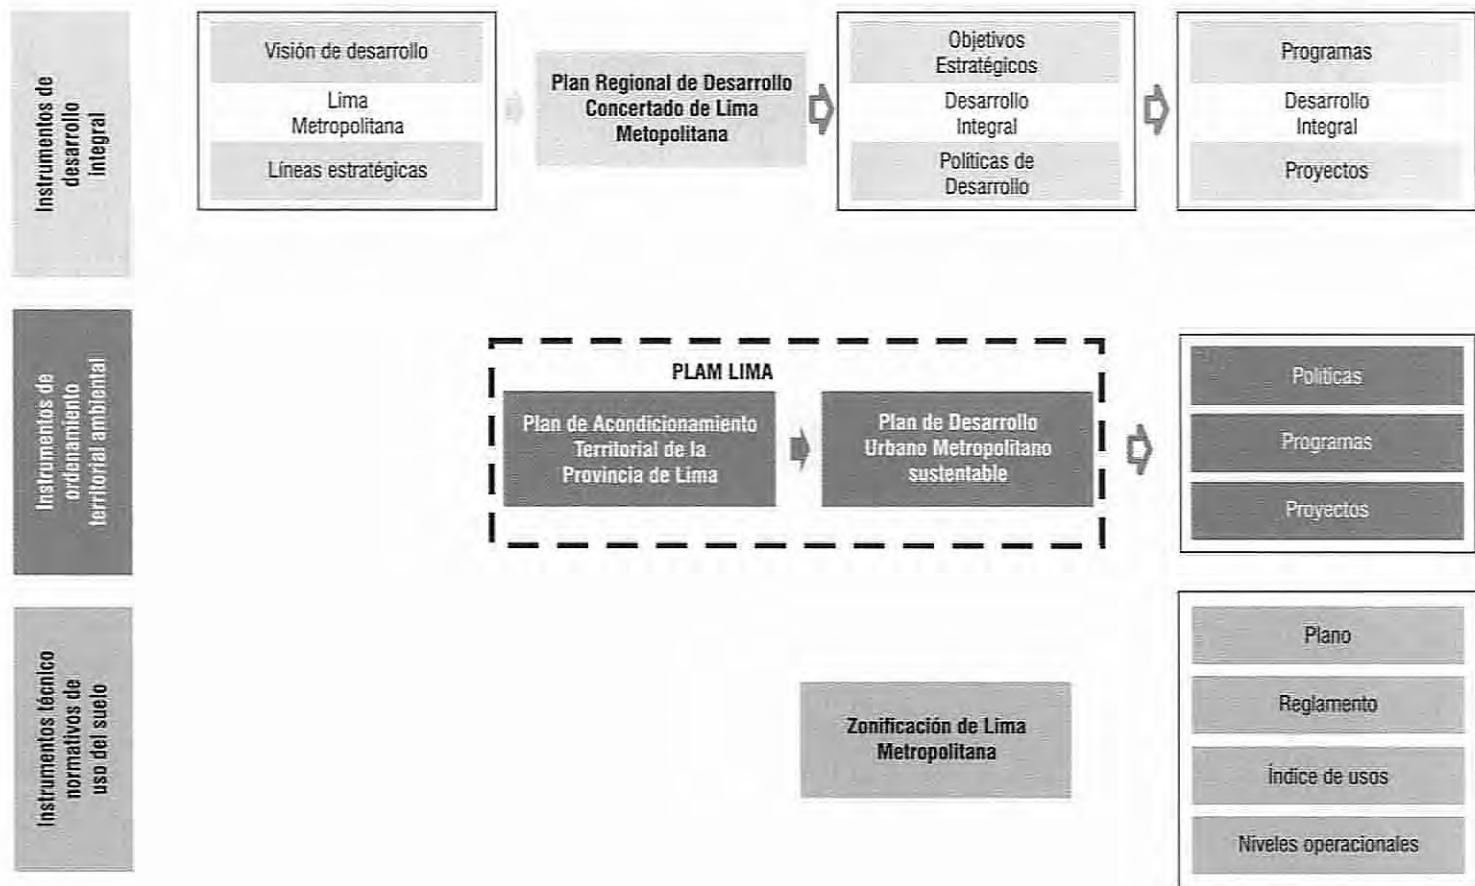 Instrumentos de
desarrollo
integral
Visión de desarrollo
Lima
Metropolitana
Líneas estratégicas
Plan Regional de Desarrollo
Concertado de Lima
Metopolitana
Objetivos
Estratégicos
Desarrollo
Integral
Políticas de
Desarrollo
Programas
Desarrollo
Integral
Proyectos
Instrumentos de
ordenamiento
territorial ambiental
PLAM LIMA
Plan de Acondicionamiento
Territorial de la
Provincia de Lima
Plan de Desarrollo
Urbano Metropolitano
sustentable
Políticas
Programas
Proyectos
Instrumentos técnico
normativos de
uso del suelo
Zonificación de Lima
Metropolitana
Plano
Reglamento
Índice de usos
Niveles operacionales